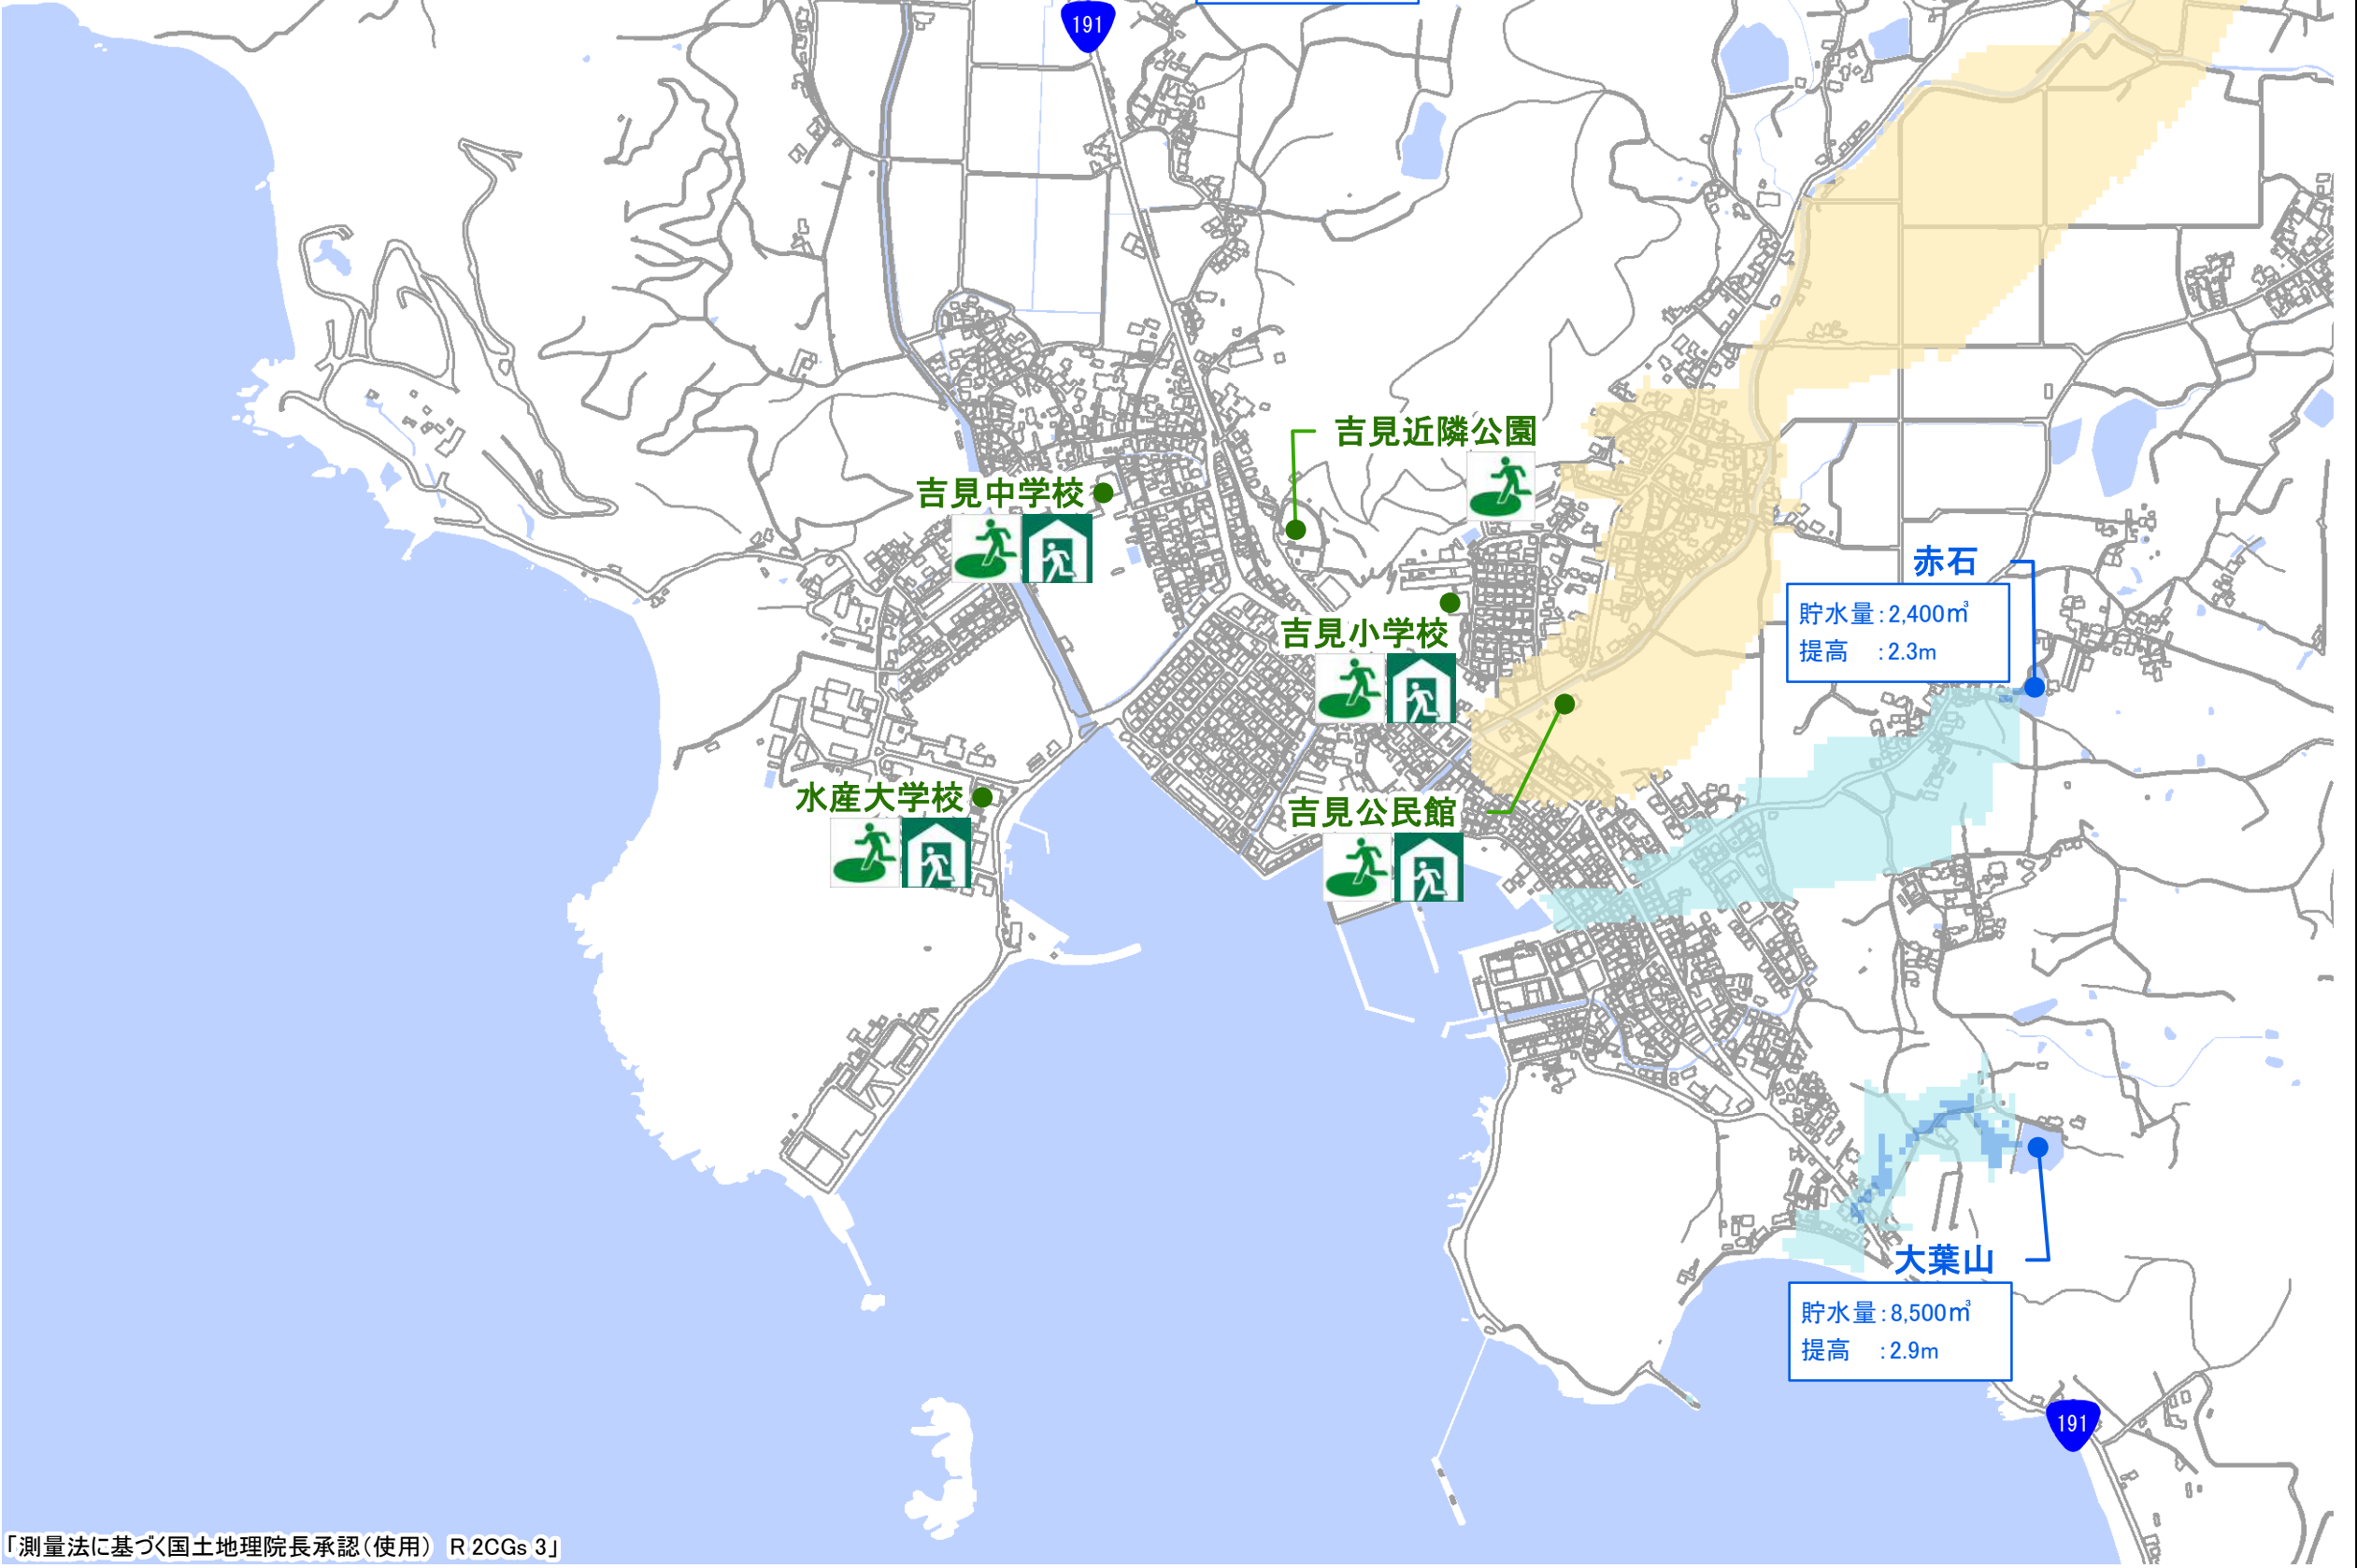 191
吉見近隣公園
吉見中学校
赤石
貯水量:2,400㎥
提高 :2.3m
吉見小学校
水産大学校
吉見公民館
大葉山
貯水量:8,500㎥
提高 :2.9m
191
「測量法に基づく国土地理院長承認(使用) R 2CGs 3」